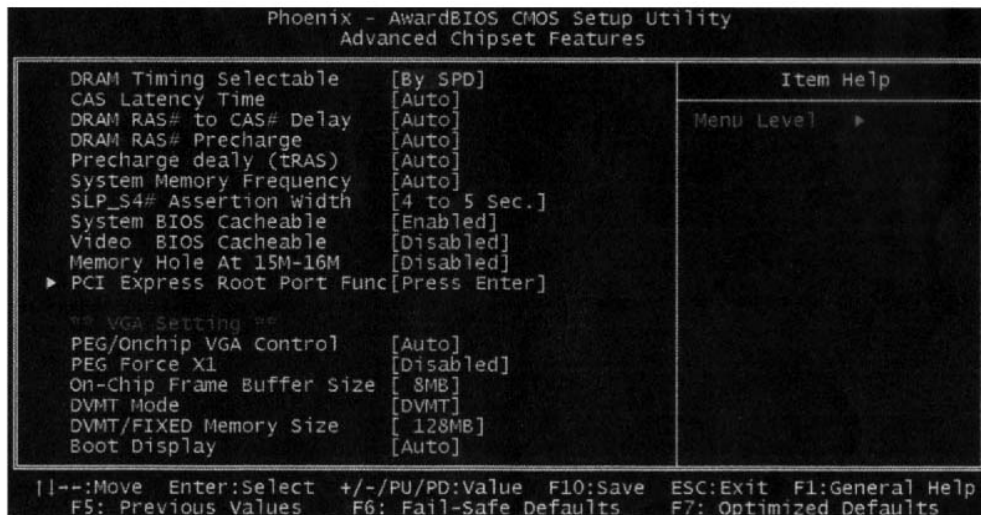 Phoenix - AwardBIOS CMOS Setup Utility
Advanced Chipset Features
DRAM Timing Selectable [By SPD]
CAS Latency Time [Auto]
DRAM RAS# to CAS# Delay [Auto]
DRAM RAS# Precharge [Auto]
Precharge dealy (tRAS) [Auto]
System Memory Frequency [Auto]
SLP_S4# Assertion Width [4 to 5 Sec.]
System BIOS Cacheable [Enabled]
Video BIOS Cacheable [Disabled]
Memory Hole At 15M-16M [Disabled]
▶ PCI Express Root Port Func[Press Enter]
** VGA Setting **
PEG/Onchip VGA Control [Auto]
PEG Force X1 [Disabled]
On-Chip Frame Buffer Size [ 8MB]
DVMT Mode [DVMT]
DVMT/FIXED Memory Size [ 128MB]
Boot Display [Auto]
Item Help
Menu Level ▶
||--:Move Enter:Select +/-/PU/PD:Value F10:Save ESC:Exit F1:General Help
F5: Previous Values F6: Fail-Safe Defaults F7: Optimized Defaults